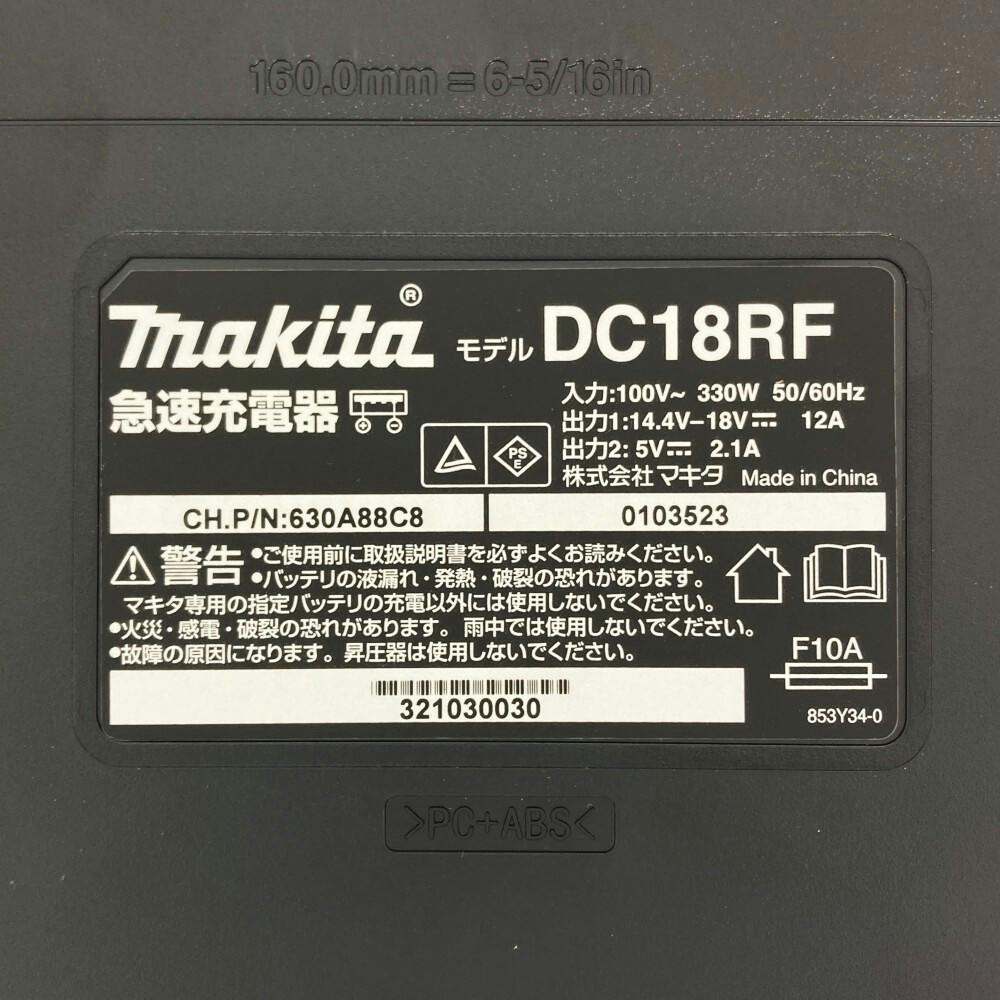 160.0mm = 6-5/16in
makita® モデル DC18RF
急速充電器
入力:100V~ 330W 50/60Hz
出力1:14.4V-18V⎓ 12A
出力2: 5V⎓ 2.1A
PS
E
株式会社 マキタ Made in China
CH.P/N:630A88C8
0103523
警告 •ご使用前に取扱説明書を必ずよくお読みください。
•バッテリの液漏れ・発熱・破裂の恐れがあります。
マキタ専用の指定バッテリの充電以外には使用しないでください。
•火災・感電・破裂の恐れがあります。雨中では使用しないでください。
•故障の原因になります。昇圧器は使用しないでください。
F10A
321030030
853Y34-0
>PC+ABS<